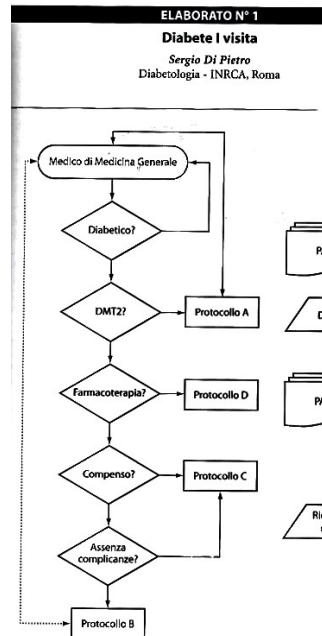 ELABORATO N° 1
Diabete I visita
Sergio Di Pietro
Diabetologia - INRCA, Roma
Medico di Medicina Generale
Diabetico?
DMT2?
Protocollo A
Farmacoterapia?
Protocollo D
Compenso?
Protocollo C
Assenza
complicanze?
Protocollo B